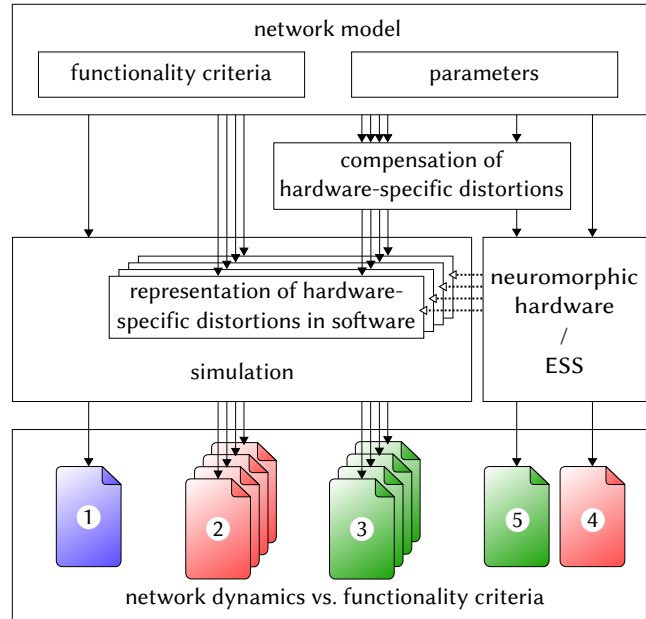 network model
functionality criteria
parameters
compensation of
hardware-specific distortions
representation of hardware-
specific distortions in software
simulation
neuromorphic
hardware
/
ESS
1
2
3
5
4
network dynamics vs. functionality criteria